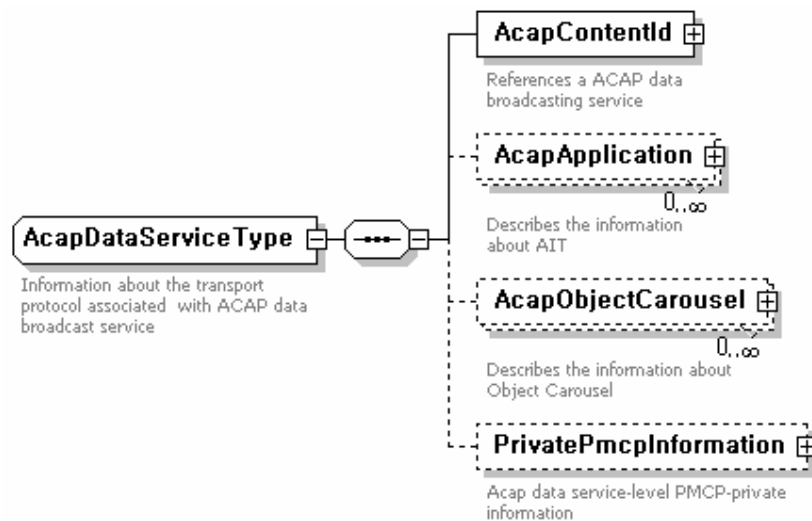 AcapContentId
References a ACAP data
broadcasting service
AcapApplication
0..∞
Describes the information
about AIT
AcapDataServiceType
Information about the transport
protocol associated with ACAP data
broadcast service
AcapObjectCarousel
0..∞
Describes the information about
Object Carousel
PrivatePmcpInformation
Acap data service-level PMCP-private
information